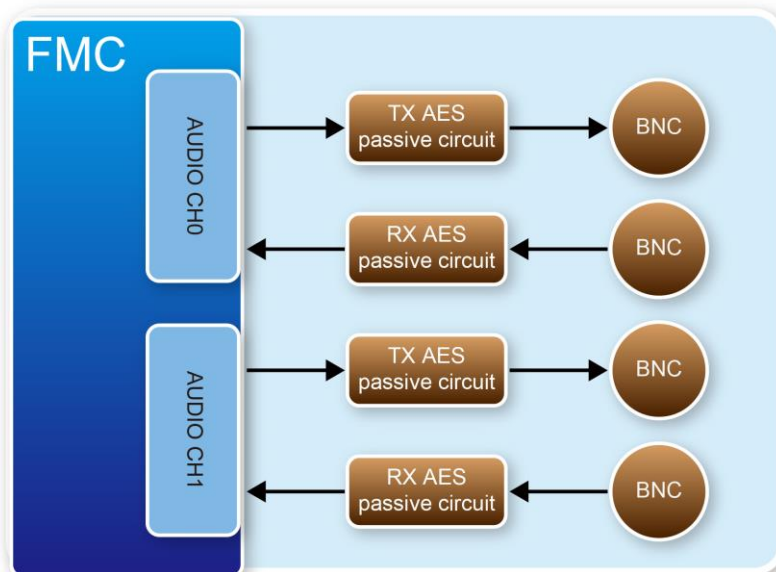 FMC
AUDIO CH0
TX AES
passive circuit
BNC
RX AES
passive circuit
BNC
AUDIO CH1
TX AES
passive circuit
BNC
RX AES
passive circuit
BNC